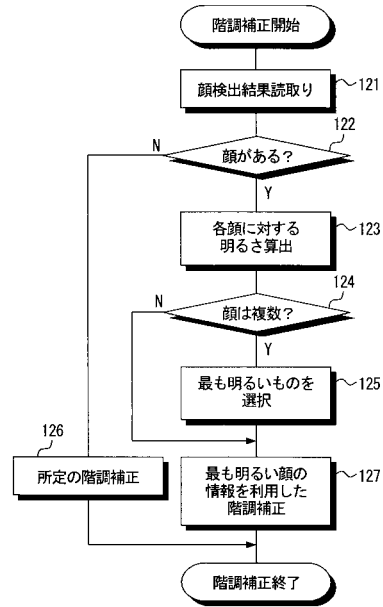 階調補正開始
顔検出結果読取り
121
122
顔がある?
N
Y
各顔に対する
明るさ算出
123
124
顔は複数?
N
Y
最も明るいものを
選択
125
126
所定の階調補正
最も明るい顔の
情報を利用した
階調補正
127
階調補正終了